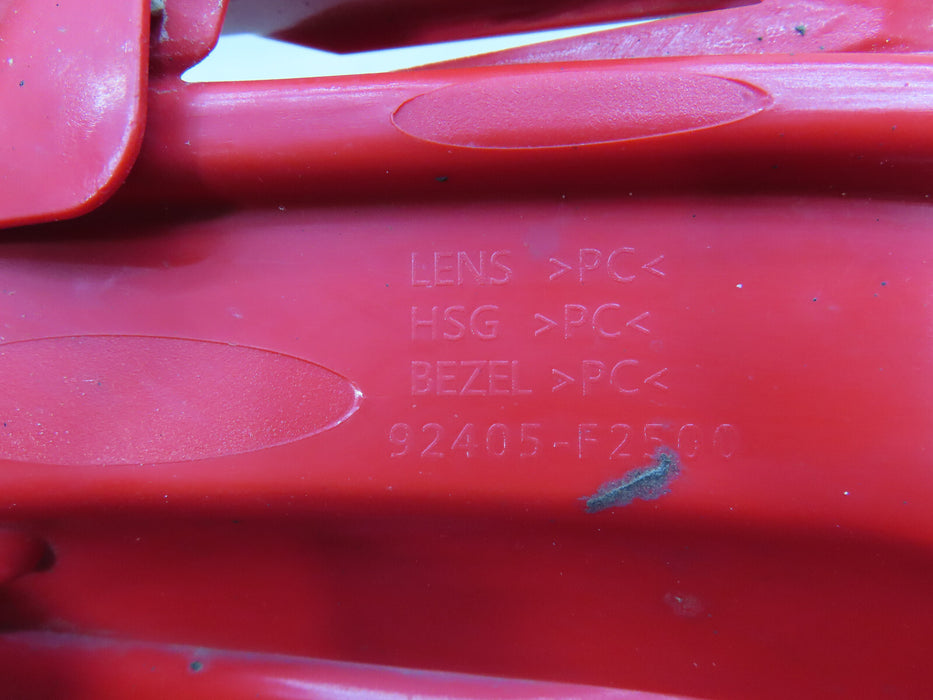 LENS >PC<
HSG >PC<
BEZEL >PC<
92405-F2500